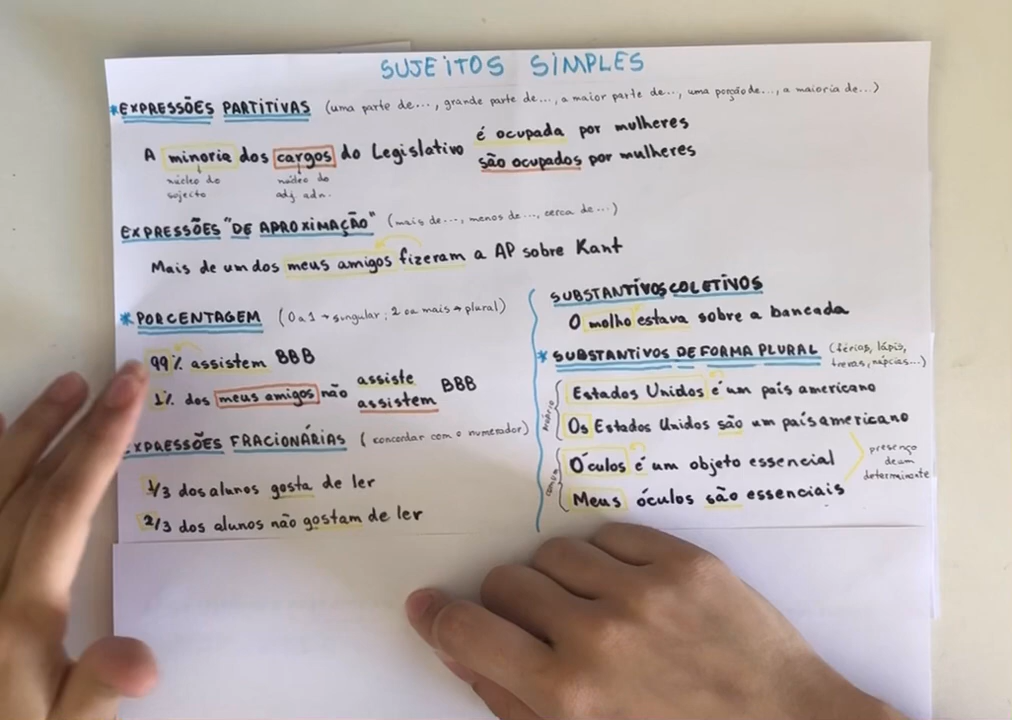 SUJEITOS SIMPLES
*EXPRESSÕES PARTITIVAS (uma parte de..., grande parte de..., a maior parte de..., uma porção de..., a maioria de...)
A minoria dos cargos do Legislativo
é ocupada por mulheres
são ocupados por mulheres
núcleo do sujeito
núcleo do adj. adn.
EXPRESSÕES "DE APROXIMAÇÃO" (mais de..., menos de..., cerca de...)
Mais de um dos meus amigos fizeram a AP sobre Kant
*PORCENTAGEM (0 a 1 → singular; 2 ou mais → plural)
99% assistem BBB
1% dos meus amigos não
assiste
assistem
BBB
EXPRESSÕES FRACIONÁRIAS (concordar com o numerador)
1/3 dos alunos gosta de ler
2/3 dos alunos não gostam de ler
SUBSTANTIVOS COLETIVOS
O molho estava sobre a bancada
*SUBSTANTIVOS DE FORMA PLURAL (férias, lápis,
trevas, núpcias...)
próprio
Estados Unidos é um país americano
Os Estados Unidos são um país americano
comum
Óculos é um objeto essencial
Meus óculos são essenciais
presença
de um
determinante